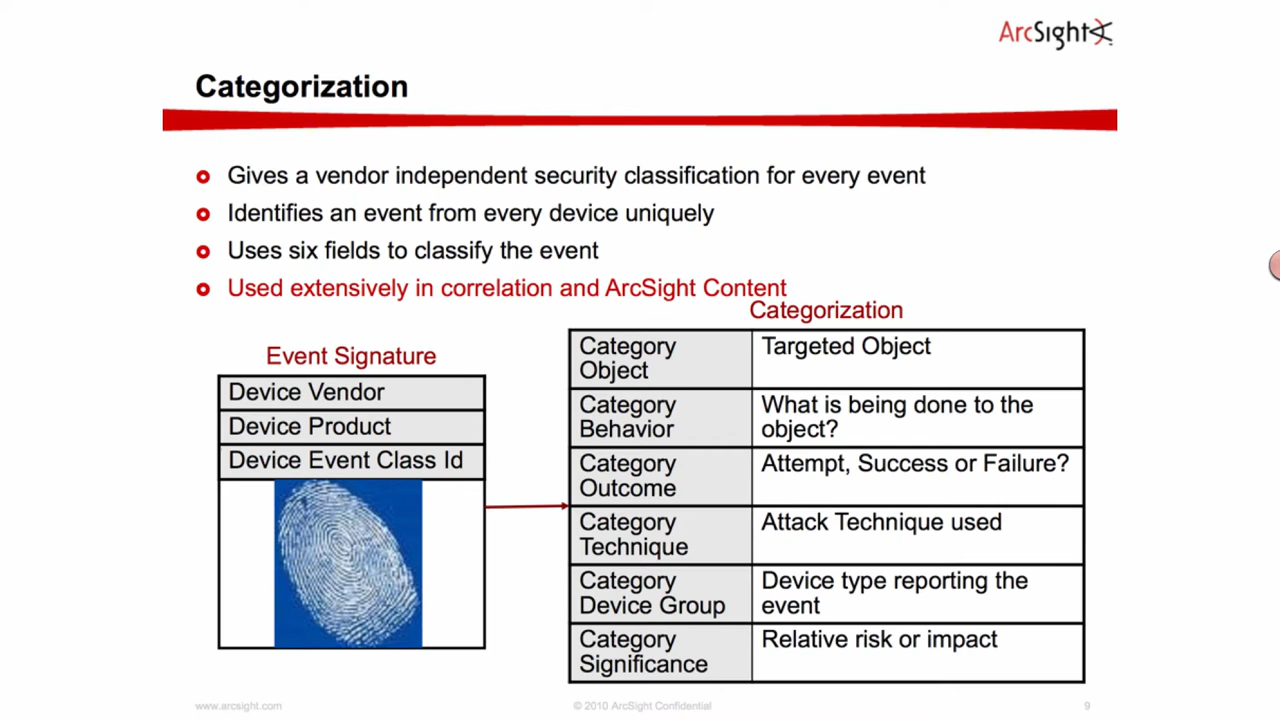 ArcSight
Categorization
Gives a vendor independent security classification for every event
Identifies an event from every device uniquely
Uses six fields to classify the event
Used extensively in correlation and ArcSight Content
Event Signature
Device Vendor
Device Product
Device Event Class Id
Categorization
Category
Object
Targeted Object
Category
Behavior
What is being done to the
object?
Category
Outcome
Attempt, Success or Failure?
Category
Technique
Attack Technique used
Category
Device Group
Device type reporting the
event
Category
Significance
Relative risk or impact
www.arcsight.com
© 2010 ArcSight Confidential
9